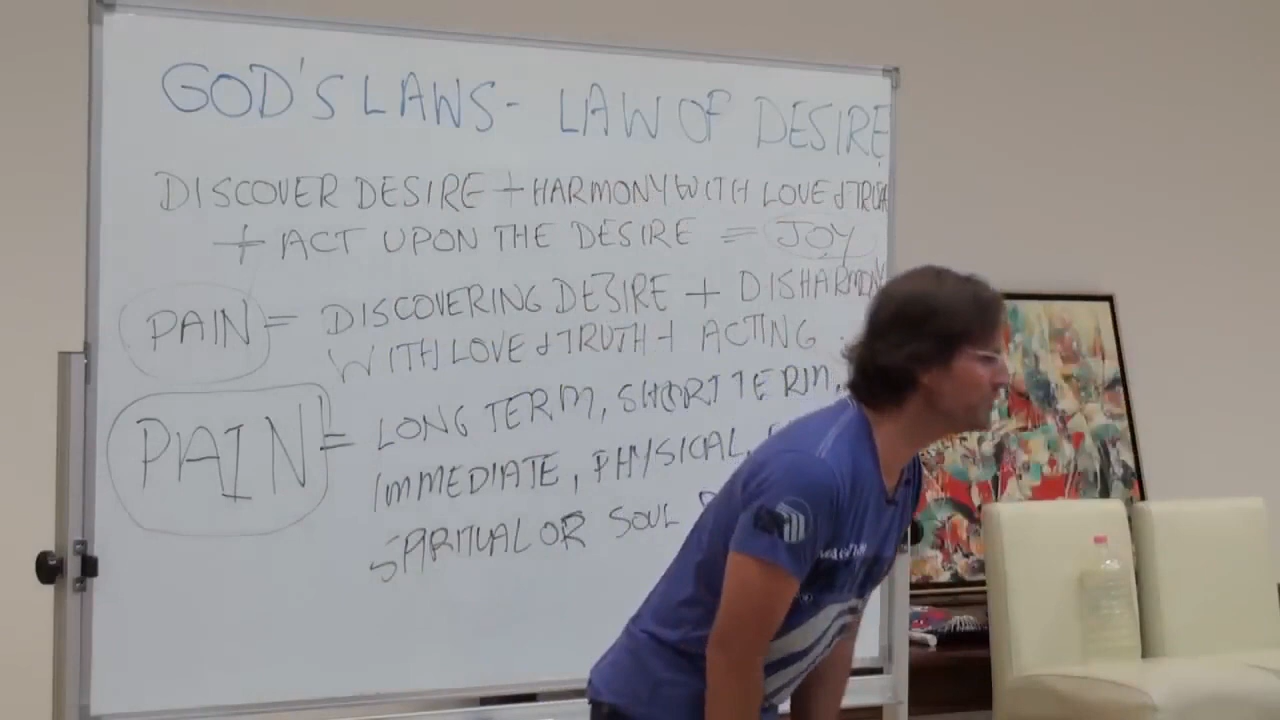 GOD'S LAWS - LAW OF DESIRE
DISCOVER DESIRE + HARMONY WITH LOVE & TRUTH
+ ACT UPON THE DESIRE = JOY
PAIN = DISCOVERING DESIRE + DISHARMONY
WITH LOVE & TRUTH + ACTING
PAIN = LONG TERM, SHORT TERM,
IMMEDIATE, PHYSICAL,
SPIRITUAL OR SOUL